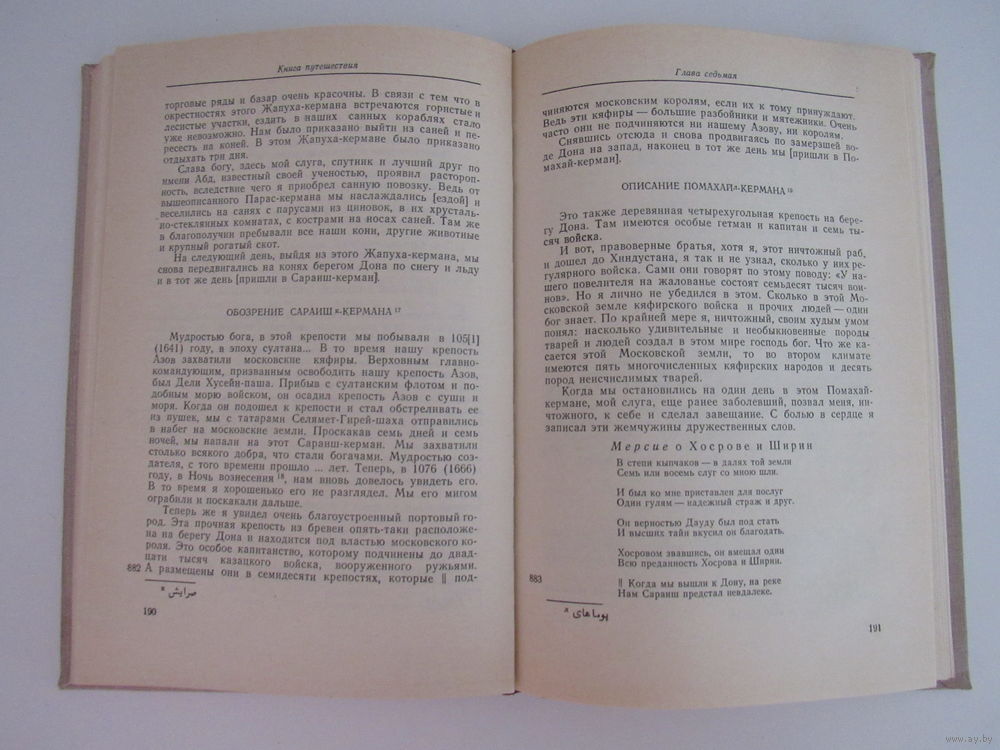 Книга путешествия
торговые ряды и базар очень красочны. В связи с тем что в
окрестностях этого Жапуха-кермана встречаются гористые и
лесистые участки, ездить в наших санных кораблях стало
уже невозможно. Нам было приказано выйти из саней и пе-
ресесть на коней. В этом Жапуха-кермане было приказано
отдыхать три дня.
Слава богу, здесь мой слуга, спутник и лучший друг по
имени Абд, известный своей ученостью, проявил расторoп-
ность, вследствие чего я приобрел санную повозку. Ведь от
вышеописанного Парас-кермана мы наслаждались [ездой] и
веселились на санях с парусами из циновок, в их хрусталь-
но-стеклянных комнатах, с кострами на носах саней. Там же
в благополучии пребывали все наши кони, другие животные
и крупный рогатый скот.
На следующий день, выйдя из этого Жапуха-кермана, мы
снова передвигались на конях берегом Дона по снегу и льду
и в тот же день [пришли в Сараиш-керман].
ОБОЗРЕНИЕ САРАИШ к-КЕРМАНА 17
Мудростью бога, в этой крепости мы побывали в 105[1]
(1641) году, в эпоху султана... В то время нашу крепость
Азов захватили московские кяфиры. Верховным главно-
командующим, призванным освободить нашу крепость Азов,
был Дели Хусейн-паша. Прибыв с султанским флотом и по-
добным морю войском, он осадил крепость Азов с суши и
моря. Когда он подошел к крепости и стал обстреливать ее
из пушек, мы с татарами Селямет-Гирей-шаха отправились
в набег на московские земли. Проскакав семь дней и семь
ночей, мы напали на этот Сараиш-керман. Мы захватили
столько всякого добра, что стали богачами. Мудростью соз-
дателя, с того времени прошло ... лет. Теперь, в 1076 (1666)
году, в Ночь вознесения 18, нам вновь довелось увидеть его.
В то время я хорошенько его не разглядел. Мы его мигом
ограбили и поскакали дальше.
Теперь же я увидел очень благоустроенный портовый го-
род. Эта прочная крепость из бревен опять-таки расположе-
на на берегу Дона и находится под властью московского ко-
роля. Это особое капитанство, которому подчинены до двад-
цати тысяч казацкого войска, вооруженного ружьями.
882 А размещены они в семидесяти крепостях, которые || под-
к صرايش
190
Глава седьмая
чиняются московским королям, если их к тому принуждают.
Ведь эти кяфиры — большие разбойники и мятежники. Очень
часто они не подчиняются ни нашему Азову, ни королям.
Снявшись отсюда и снова продвигаясь по замерзшей во-
де Дона на запад, наконец в тот же день мы [пришли в По-
махай-керман].
ОПИСАНИЕ ПОМАХАЙ л-КЕРМАНА 19
Это также деревянная четырехугольная крепость на бере-
гу Дона. Там имеются особые гетман и капитан и семь ты-
сяч войска.
И вот, правоверные братья, хотя я, этот ничтожный раб,
и дошел до Хиндустана, я так и не узнал, сколько у них ре-
гулярного войска. Сами они говорят по этому поводу: «У на-
шего повелителя на жалованье состоят семьдесят тысяч вои-
нов». Но я лично не убедился в этом. Сколько в этой Мо-
сковской земле кяфирского войска и прочих людей — один
бог знает. По крайней мере я, ничтожный, своим худым умом
понял: насколько удивительные и необыкновенные породы
тварей и людей создал в этом мире господь бог. Что же ка-
сается этой Московской земли, то во втором климате
имеются пять многочисленных кяфирских народов и десять
пород неисчислимых тварей.
Когда мы остановились на один день в этом Помахай-
кермане, мой слуга, еще ранее заболевший, позвал меня, ни-
чтожного, к себе и сделал завещание. С болью в сердце я
записал эти жемчужины дружественных слов.
Мерсие о Хосрове и Ширин
В степи кыпчаков — в далях той земли
Семь или восемь слуг со мною шли.
И был ко мне приставлен для послуг
Один гулям — надежный страж и друг.
Он верностью Дауду был под стать
И высших тайн вкусил он благодать.
Хосровом звавшись, он вмещал один
Всю преданность Хосрова и Ширин.
883 || Когда мы вышли к Дону, на реке
Нам Сараиш предстал невдалеке.
л پوماهای
191
www.ay.by